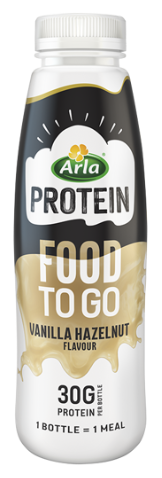 Arla
PROTEIN
FOOD
TO GO
VANILLA HAZELNUT
FLAVOUR
30G
PROTEIN
PER BOTTLE
1 BOTTLE = 1 MEAL